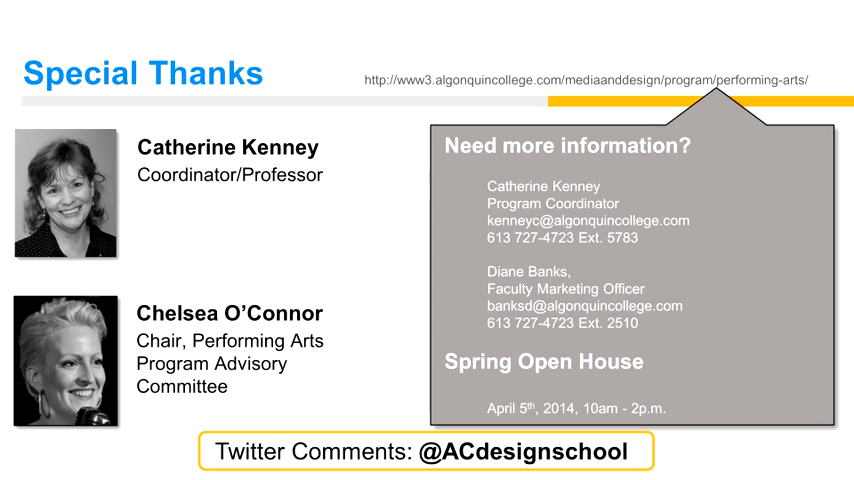 Special Thanks
http://www3.algonquincollege.com/mediaanddesign/program/performing-arts/
Catherine Kenney
Coordinator/Professor
Chelsea O’Connor
Chair, Performing Arts
Program Advisory
Committee
Need more information?
Catherine Kenney
Program Coordinator
kenneyc@algonquincollege.com
613 727-4723 Ext. 5783
Diane Banks,
Faculty Marketing Officer
banksd@algonquincollege.com
613 727-4723 Ext. 2510
Spring Open House
April 5th, 2014, 10am - 2p.m.
Twitter Comments: @ACdesignschool